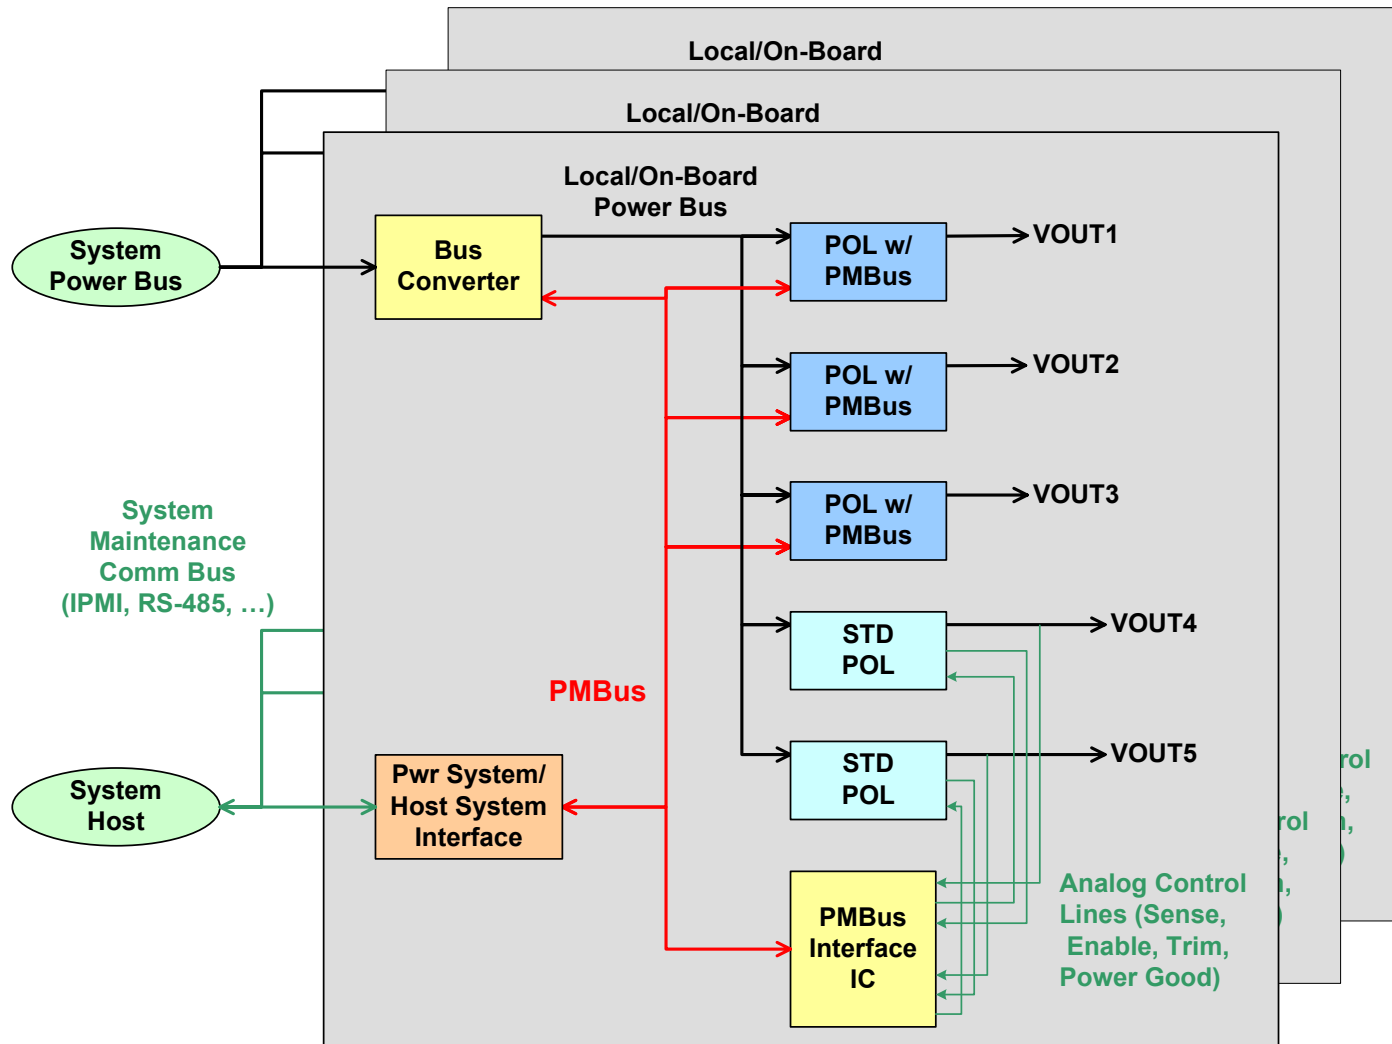 Local/On-Board
Local/On-Board
Local/On-Board
Power Bus
System
Power Bus
Bus
Converter
POL w/
PMBus
VOUT1
POL w/
PMBus
VOUT2
POL w/
PMBus
VOUT3
System
Maintenance
Comm Bus
(IPMI, RS-485, …)
STD
POL
VOUT4
PMBus
STD
POL
VOUT5
System
Host
Pwr System/
Host System
Interface
PMBus
Interface
IC
Analog Control
Lines (Sense,
Enable, Trim,
Power Good)